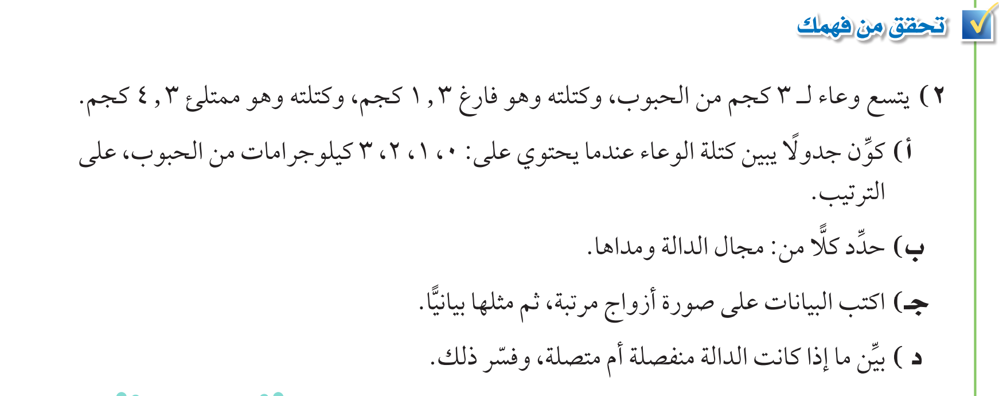 تحقق من فهمك
٢) يتسع وعاء لـ ٣ كجم من الحبوب، وكتلته وهو فارغ ١,٣ كجم، وكتلته وهو ممتلئ ٤,٣ كجم.
أ) كوِّن جدولًا يبين كتلة الوعاء عندما يحتوي على: ٠، ١، ٢، ٣ كيلوجرامات من الحبوب، على
الترتيب.
ب) حدِّد كلًّا من: مجال الدالة ومداها.
جـ) اكتب البيانات على صورة أزواج مرتبة، ثم مثلها بيانيًّا.
د ) بيِّن ما إذا كانت الدالة منفصلة أم متصلة، وفسّر ذلك.